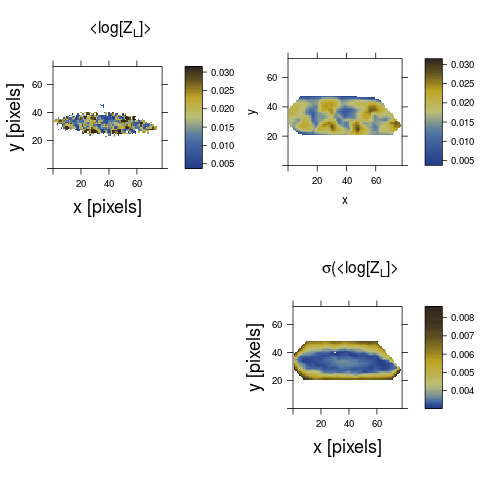 <log[Z_L]>
60
40
20
20 40 60
x [pixels]
y [pixels]
0.030
0.025
0.020
0.015
0.010
0.005
60
40
20
0
20 40 60
x
y
0.030
0.025
0.020
0.015
0.010
0.005
σ(<log[Z_L]>
60
40
20
0
20 40 60
x [pixels]
y [pixels]
0.008
0.007
0.006
0.005
0.004